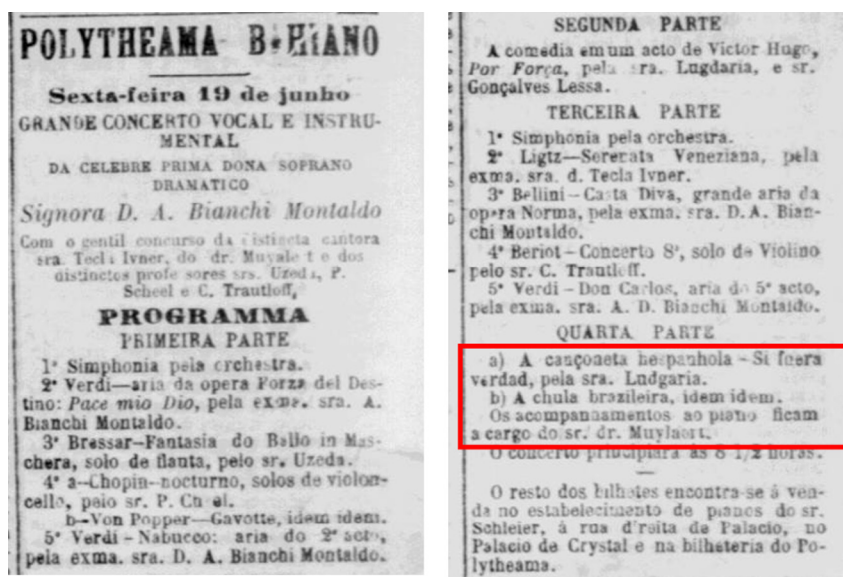 POLYTHEAMA BAHIANO
Sexta-feira 19 de junho
GRANDE CONCERTO VOCAL E INSTRU-
MENTAL
DA CELEBRE PRIMA DONA SOPRANO
DRAMATICO
Signora D. A. Bianchi Montaldo
Com o gentil concurso da distincta cantora
sra. Tecla Ivner, do dr. Muylaert e dos
distinctos professores srs. Uzeda, P.
Scheel e C. Trautloff,
PROGRAMMA
PRIMEIRA PARTE
1ª Simphonia pela orchestra.
2ª Verdi—aria da opera Forza del Des-
tino: Pace mio Dio, pela exma. sra. A.
Bianchi Montaldo.
3ª Bressar—Fantasia do Ballo in Mas-
chera, solo de flauta, pelo sr. Uzeda.
4ª a—Chopin—nocturno, solos de violon-
cello, pelo sr. P.
b—Von Popper—Gavotte, idem idem.
5ª Verdi—Nabucco: aria do 2º acto,
pela exma. sra. D. A. Bianchi Montaldo.
SEGUNDA PARTE
A comedia em um acto de Victor Hugo,
Por Força, pela sra. Lugdaria, e sr.
Gonçalves Lessa.
TERCEIRA PARTE
1ª Simphonia pela orchestra.
2ª Ligtz—Serenata Veneziana, pela
exma. sra. d. Tecla Ivner.
3ª Bellini—Casta Diva, grande aria da
opera Norma, pela exma. sra. D. A. Bian-
chi Montaldo.
4ª Beriot—Concerto 8º, solo de Violino
pelo sr. C. Trautloff.
5ª Verdi—Don Carlos, aria do 5º acto,
pela exma. sra. A. D. Bianchi Montaldo.
QUARTA PARTE
a) A cançoneta hespanhola—Si fuera
verdad, pela sra. Ludgaria.
b) A chula brazileira, idem idem.
Os acompanhamentos ao piano ficam
a cargo do sr. dr. Muylaert.
O concerto principiará ás 8 1/2 horas.
O resto dos bilhetes encontra-se á ven-
da no estabelecimento de pianos do sr.
Schleier, á rua d'reita de Palacio, no
Palacio de Crystal e na bilheteria do Po-
lytheama.